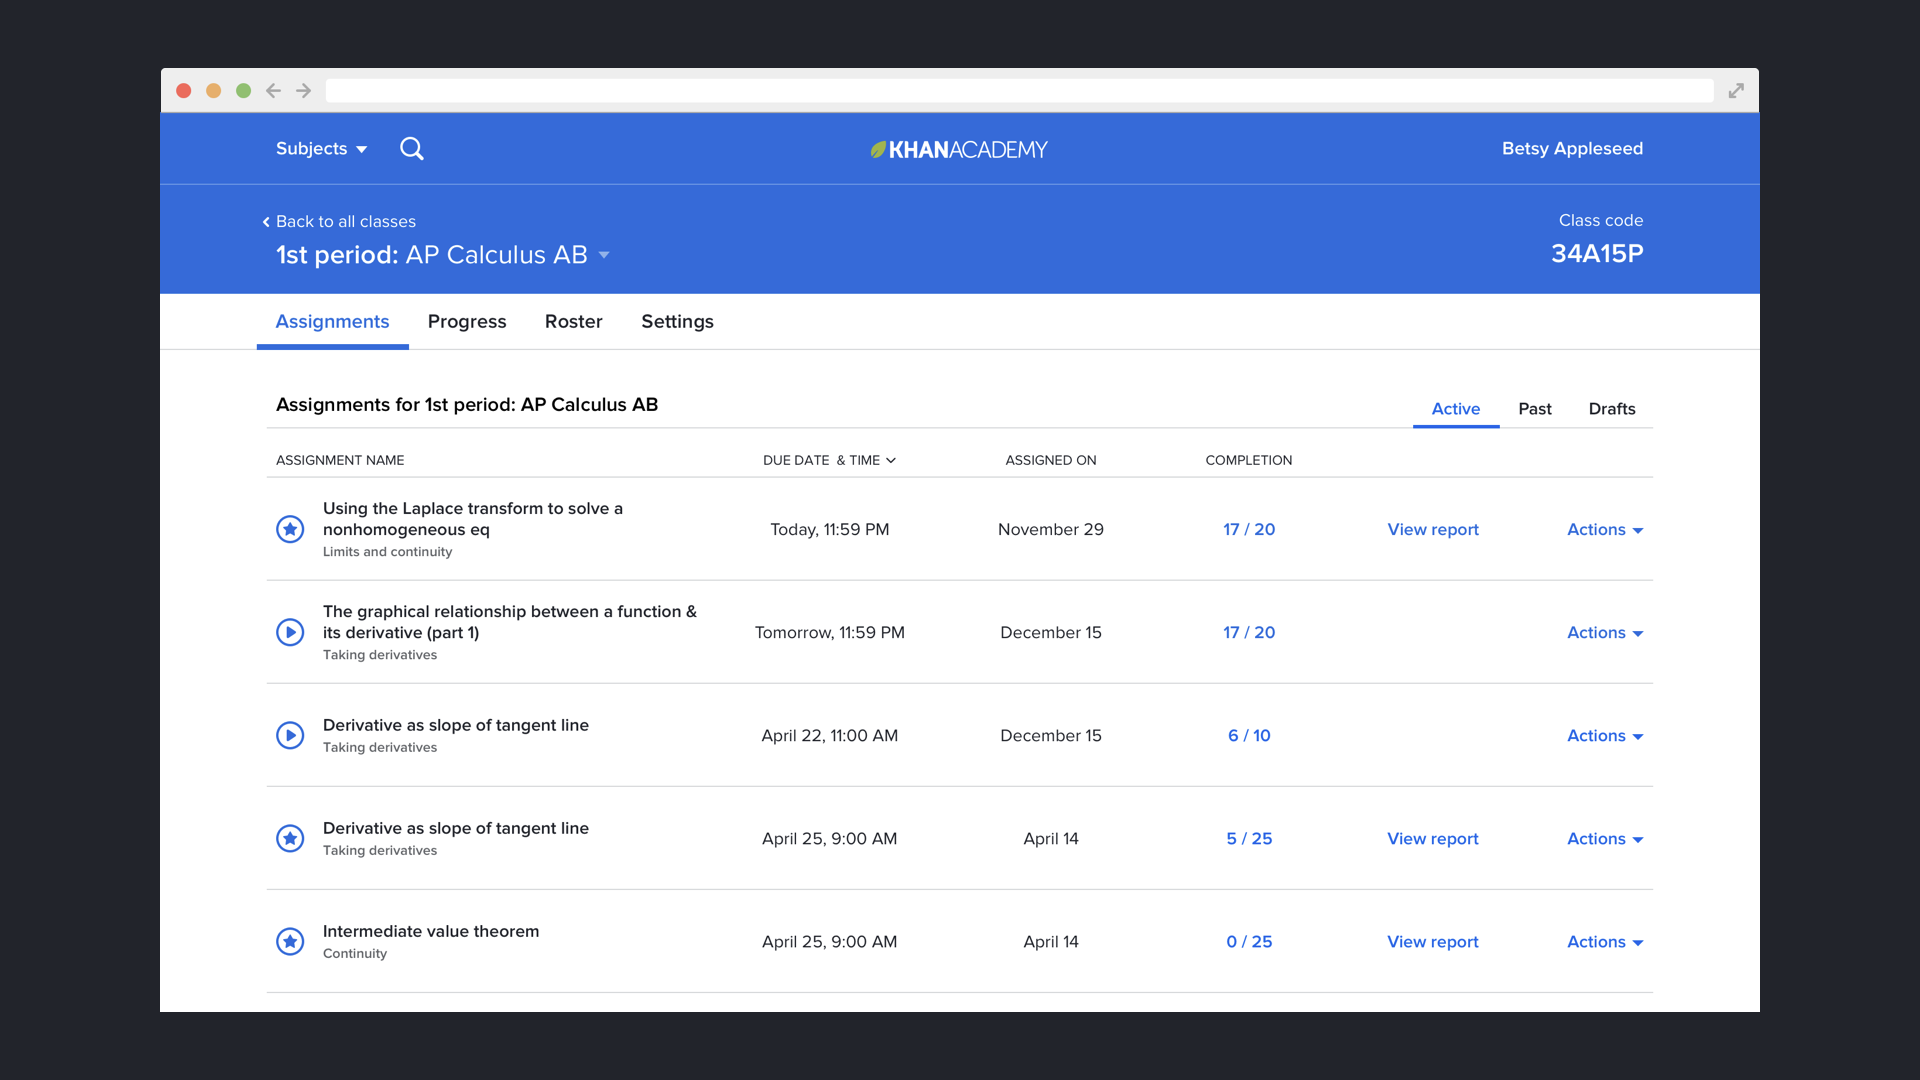 Subjects
KHANACADEMY
Betsy Appleseed
Back to all classes
Class code
1st period: AP Calculus AB
34A15P
Assignments Progress Roster Settings
Assignments for 1st period: AP Calculus AB
Active Past Drafts
ASSIGNMENT NAME DUE DATE & TIME ASSIGNED ON COMPLETION
Using the Laplace transform to solve a
nonhomogeneous eq
Limits and continuity
Today, 11:59 PM November 29 17 / 20 View report Actions
The graphical relationship between a function &
its derivative (part 1)
Taking derivatives
Tomorrow, 11:59 PM December 15 17 / 20 Actions
Derivative as slope of tangent line
Taking derivatives
April 22, 11:00 AM December 15 6 / 10 Actions
Derivative as slope of tangent line
Taking derivatives
April 25, 9:00 AM April 14 5 / 25 View report Actions
Intermediate value theorem
Continuity
April 25, 9:00 AM April 14 0 / 25 View report Actions